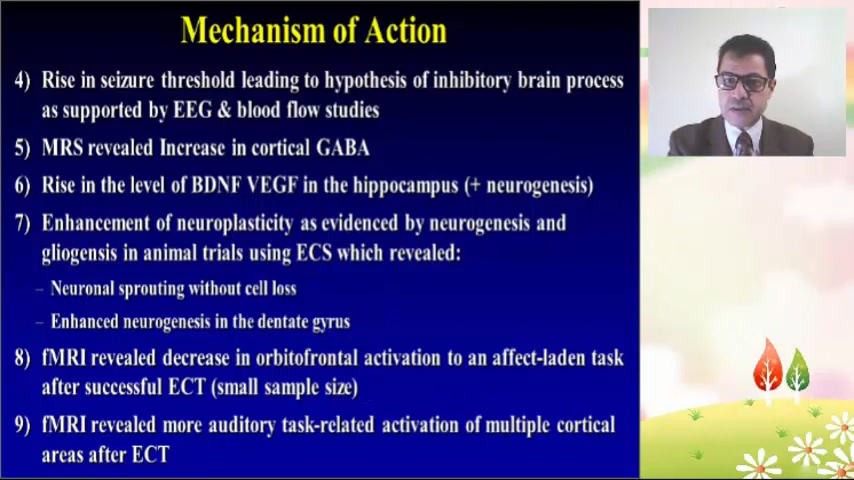 Mechanism of Action
4) Rise in seizure threshold leading to hypothesis of inhibitory brain process
as supported by EEG & blood flow studies
5) MRS revealed Increase in cortical GABA
6) Rise in the level of BDNF VEGF in the hippocampus (+ neurogenesis)
7) Enhancement of neuroplasticity as evidenced by neurogenesis and
gliogensis in animal trials using ECS which revealed:
– Neuronal sprouting without cell loss
– Enhanced neurogenesis in the dentate gyrus
8) fMRI revealed decrease in orbitofrontal activation to an affect-laden task
after successful ECT (small sample size)
9) fMRI revealed more auditory task-related activation of multiple cortical
areas after ECT